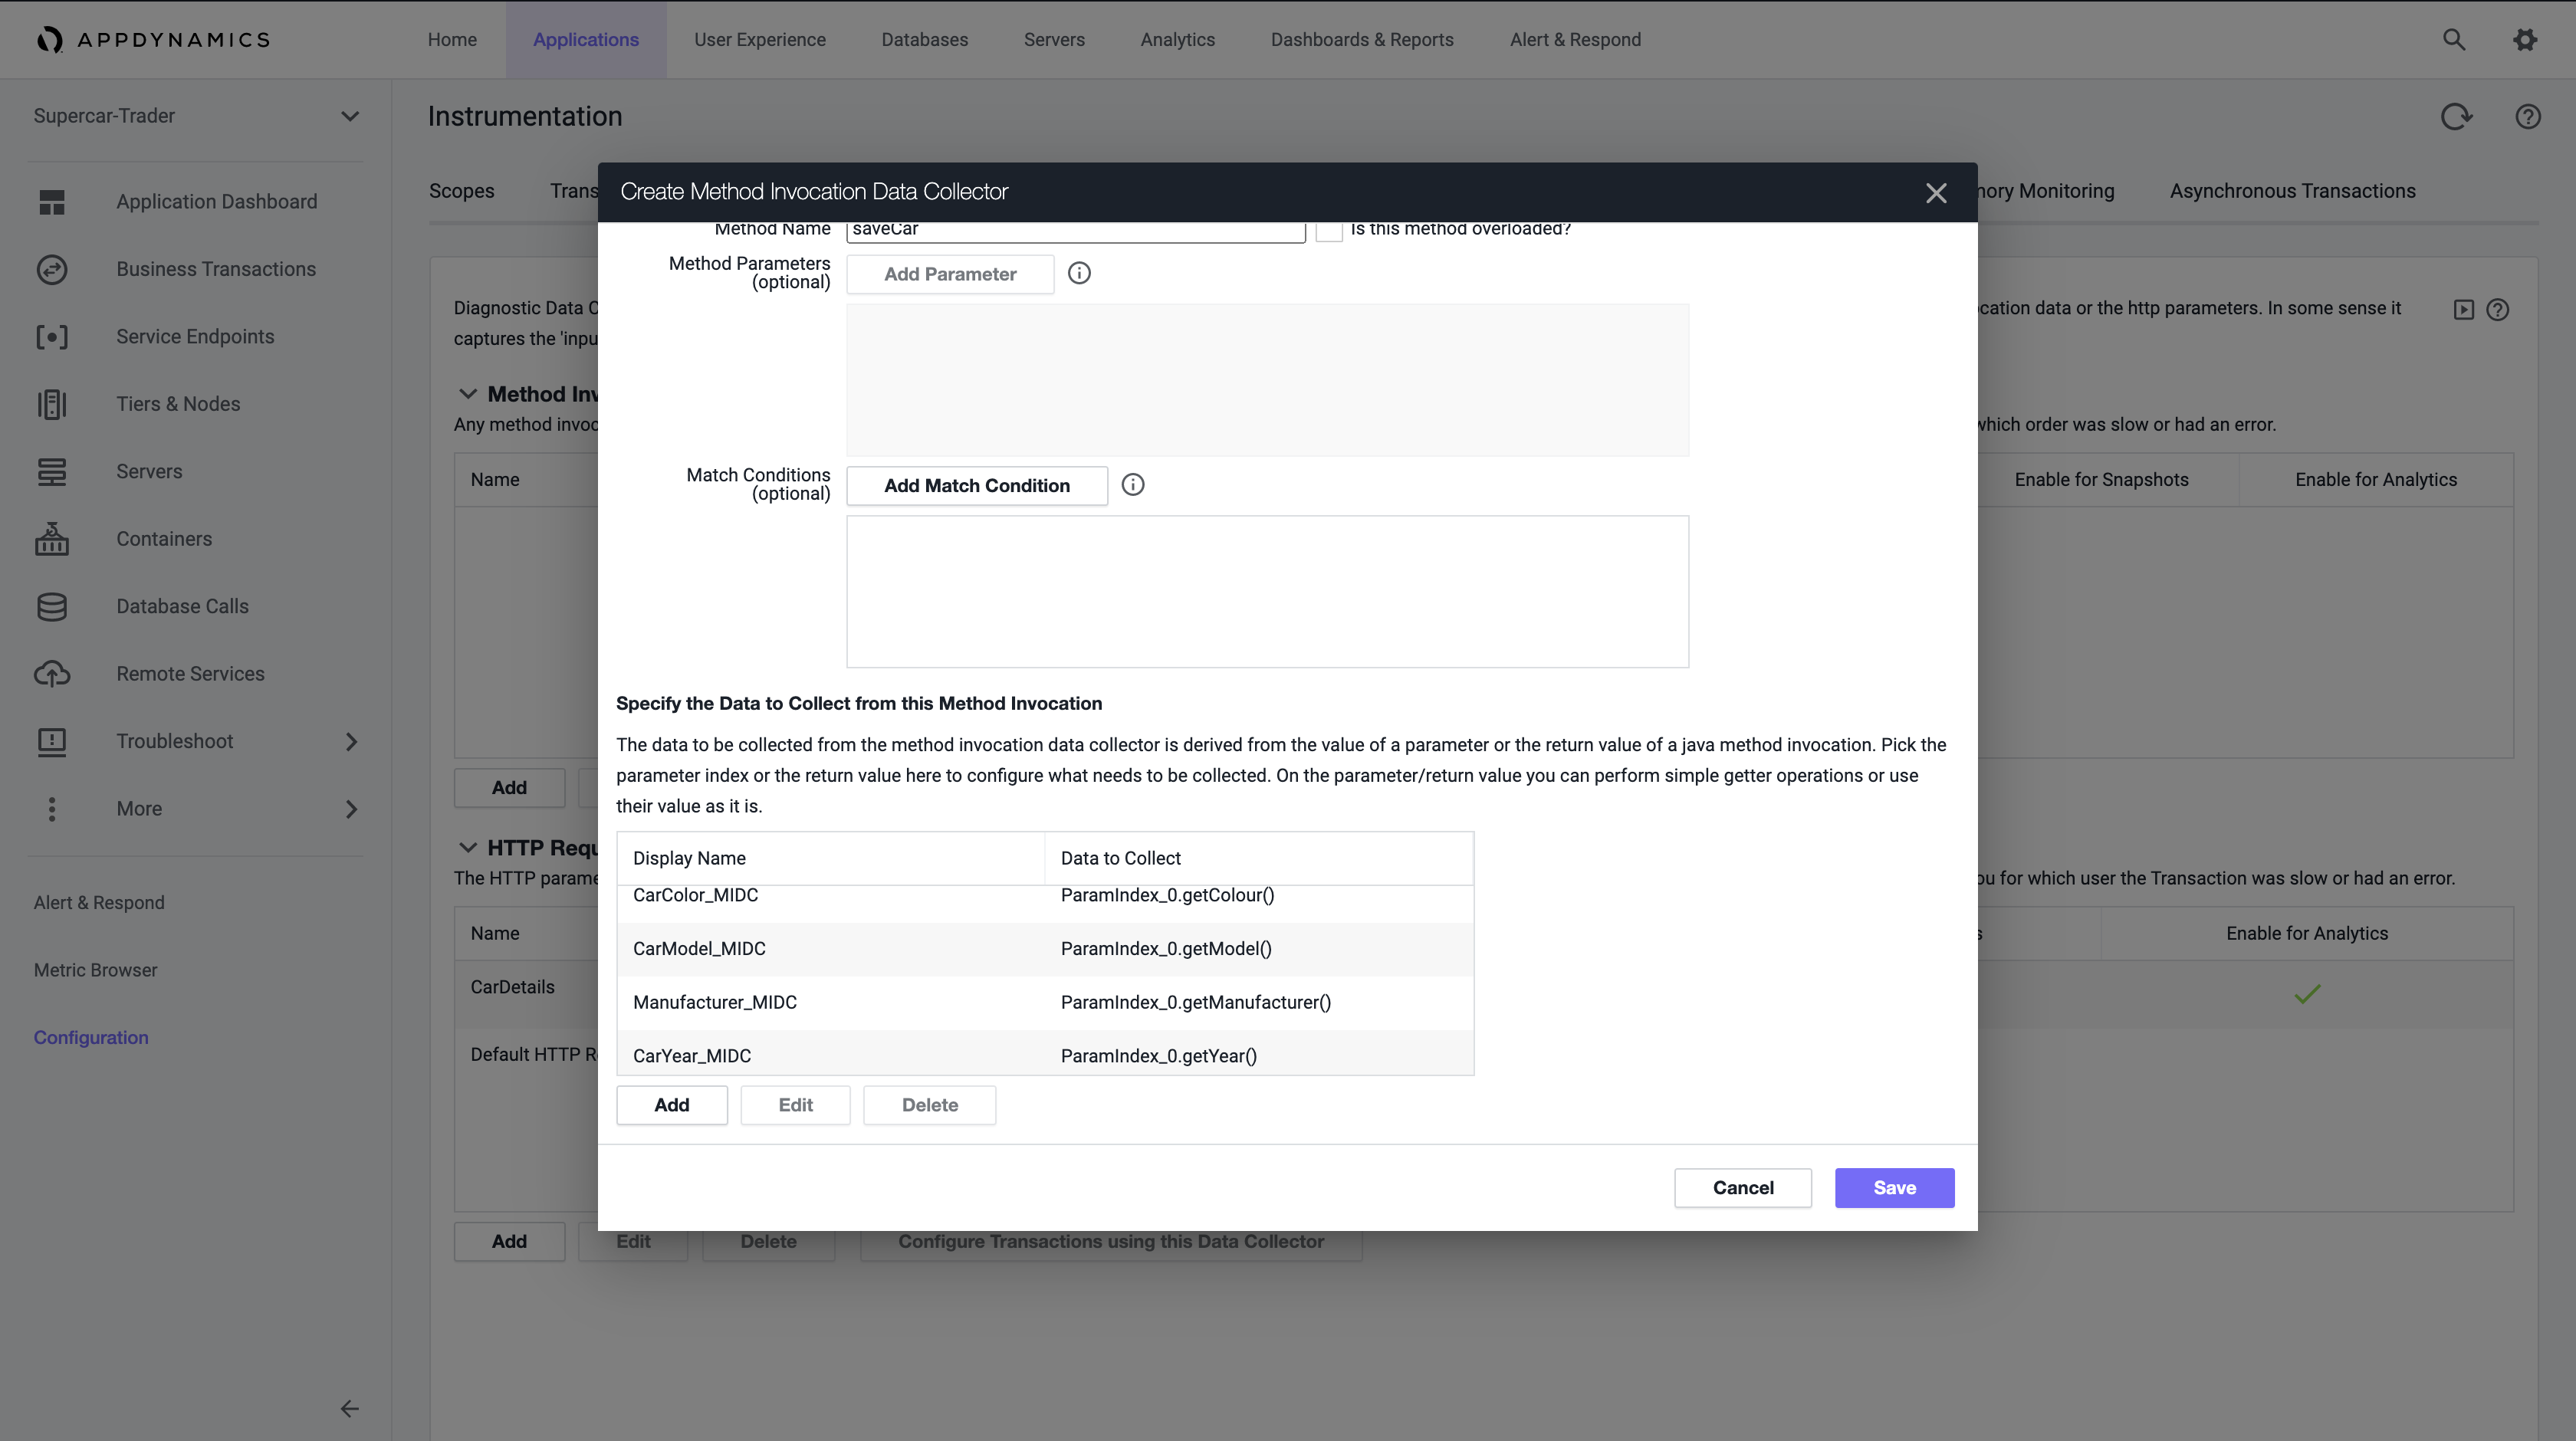 APPDYNAMICS
Home
Applications
User Experience
Databases
Servers
Analytics
Dashboards & Reports
Alert & Respond
Supercar-Trader
Application Dashboard
Business Transactions
Service Endpoints
Tiers & Nodes
Servers
Containers
Database Calls
Remote Services
Troubleshoot
More
Alert & Respond
Metric Browser
Configuration
Instrumentation
Scopes
Trans
nory Monitoring
Asynchronous Transactions
Diagnostic Data C
cation data or the http parameters. In some sense it
captures the 'inpu
Method Inv
Any method invoc
which order was slow or had an error.
Name
Enable for Snapshots
Enable for Analytics
Add
HTTP Requ
The HTTP parame
ou for which user the Transaction was slow or had an error.
Name
s
Enable for Analytics
CarDetails
Default HTTP R
Add
Edit
Delete
Configure Transactions using this Data Collector
Create Method Invocation Data Collector
Method Name
saveCar
Is this method overloaded?
Method Parameters
(optional)
Add Parameter
Match Conditions
(optional)
Add Match Condition
Specify the Data to Collect from this Method Invocation
The data to be collected from the method invocation data collector is derived from the value of a parameter or the return value of a java method invocation. Pick the
parameter index or the return value here to configure what needs to be collected. On the parameter/return value you can perform simple getter operations or use
their value as it is.
Display Name
Data to Collect
CarColor_MIDC
ParamIndex_0.getColour()
CarModel_MIDC
ParamIndex_0.getModel()
Manufacturer_MIDC
ParamIndex_0.getManufacturer()
CarYear_MIDC
ParamIndex_0.getYear()
Add
Edit
Delete
Cancel
Save